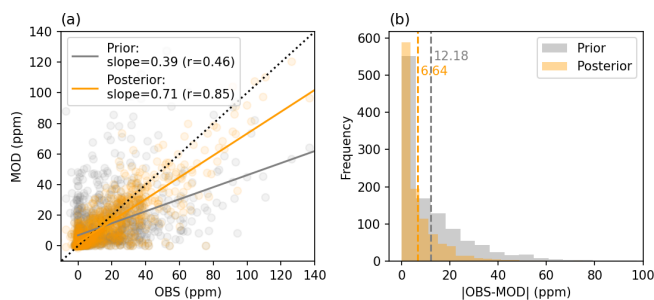 (a)
Prior:
slope=0.39 (r=0.46)
Posterior:
slope=0.71 (r=0.85)
MOD (ppm)
140
120
100
80
60
40
20
0
0 20 40 60 80 100 120 140
OBS (ppm)
(b)
Prior
Posterior
12.18
6.64
Frequency
600
500
400
300
200
100
0
0 20 40 60 80 100
|OBS-MOD| (ppm)